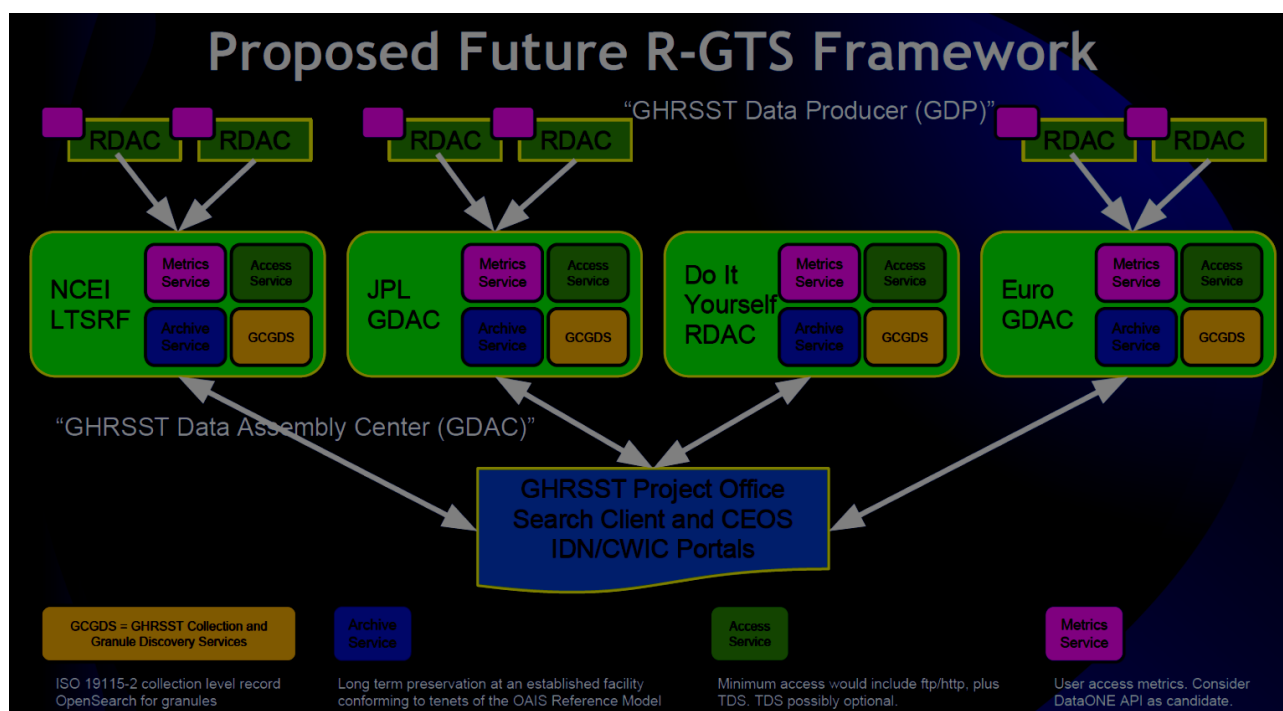 Proposed Future R-GTS Framework
“GHRSST Data Producer (GDP)”
RDAC
RDAC
RDAC
RDAC
RDAC
RDAC
NCEI
LTSRF
Metrics
Service
Access
Service
Archive
Service
GCGDS
JPL
GDAC
Metrics
Service
Access
Service
Archive
Service
GCGDS
Do It
Yourself
RDAC
Metrics
Service
Access
Service
Archive
Service
GCGDS
Euro
GDAC
Metrics
Service
Access
Service
Archive
Service
GCGDS
“GHRSST Data Assembly Center (GDAC)”
GHRSST Project Office
Search Client and CEOS
IDN/CWIC Portals
GCGDS = GHRSST Collection and
Granule Discovery Services
ISO 19115-2 collection level record
OpenSearch for granules
Archive
Service
Long term preservation at an established facility
conforming to tenets of the OAIS Reference Model
Access
Service
Minimum access would include ftp/http, plus
TDS. TDS possibly optional.
Metrics
Service
User access metrics. Consider
DataONE API as candidate.